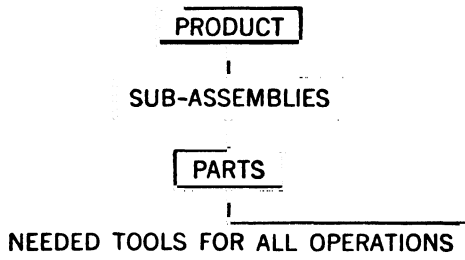 PRODUCT
SUB-ASSEMBLIES
PARTS
NEEDED TOOLS FOR ALL OPERATIONS